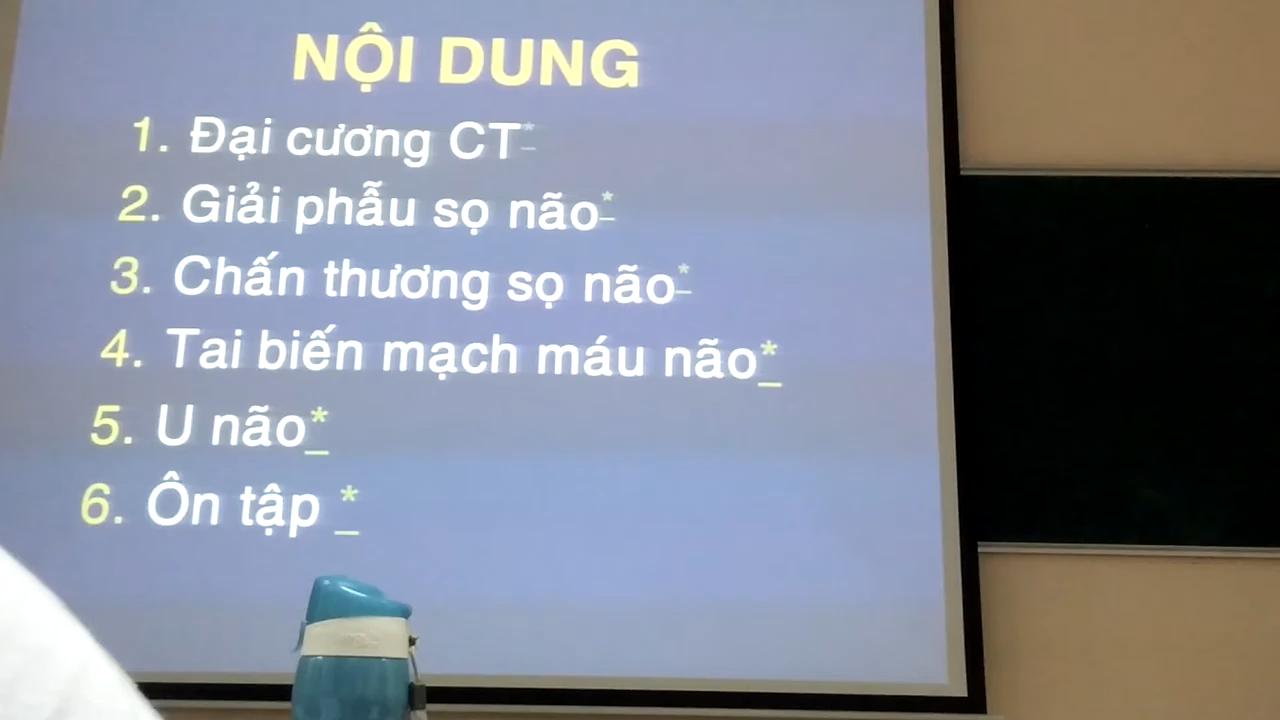 NỘI DUNG
1. Đại cương CT*
2. Giải phẫu sọ não*
3. Chấn thương sọ não*
4. Tai biến mạch máu não*
5. U não*
6. Ôn tập *